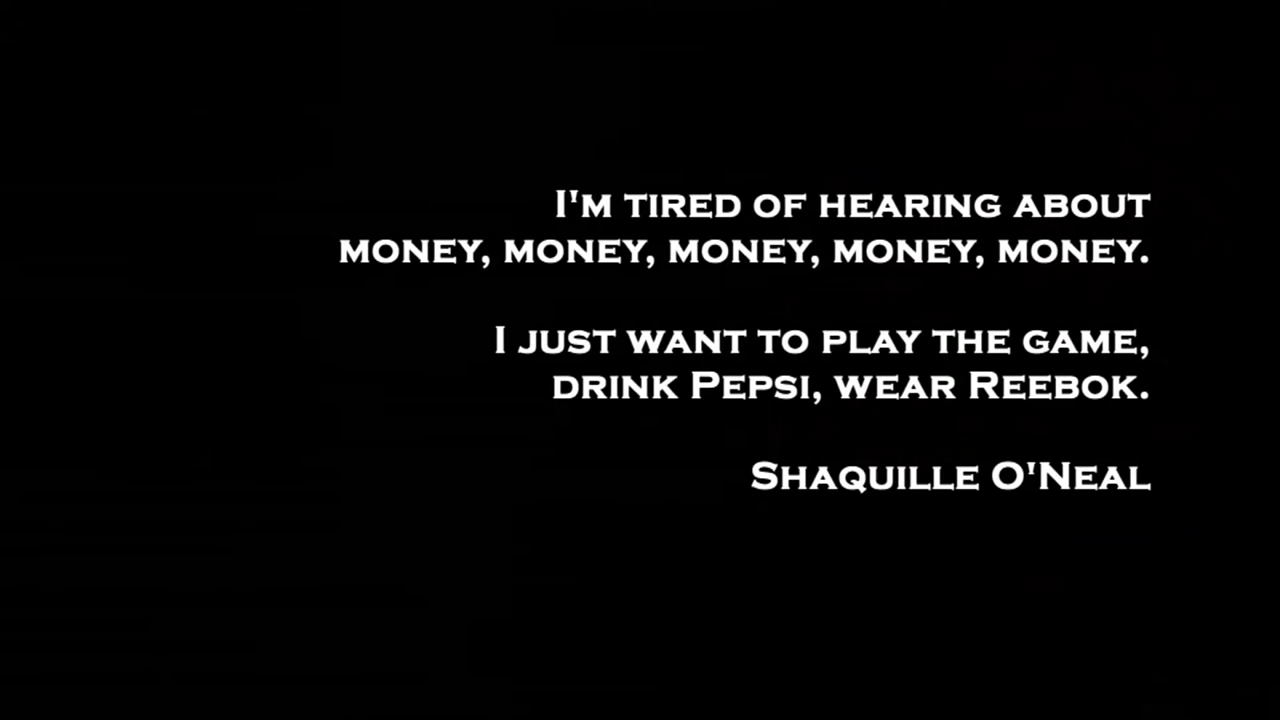 I'M TIRED OF HEARING ABOUT
MONEY, MONEY, MONEY, MONEY, MONEY.
I JUST WANT TO PLAY THE GAME,
DRINK PEPSI, WEAR REEBOK.
SHAQUILLE O'NEAL